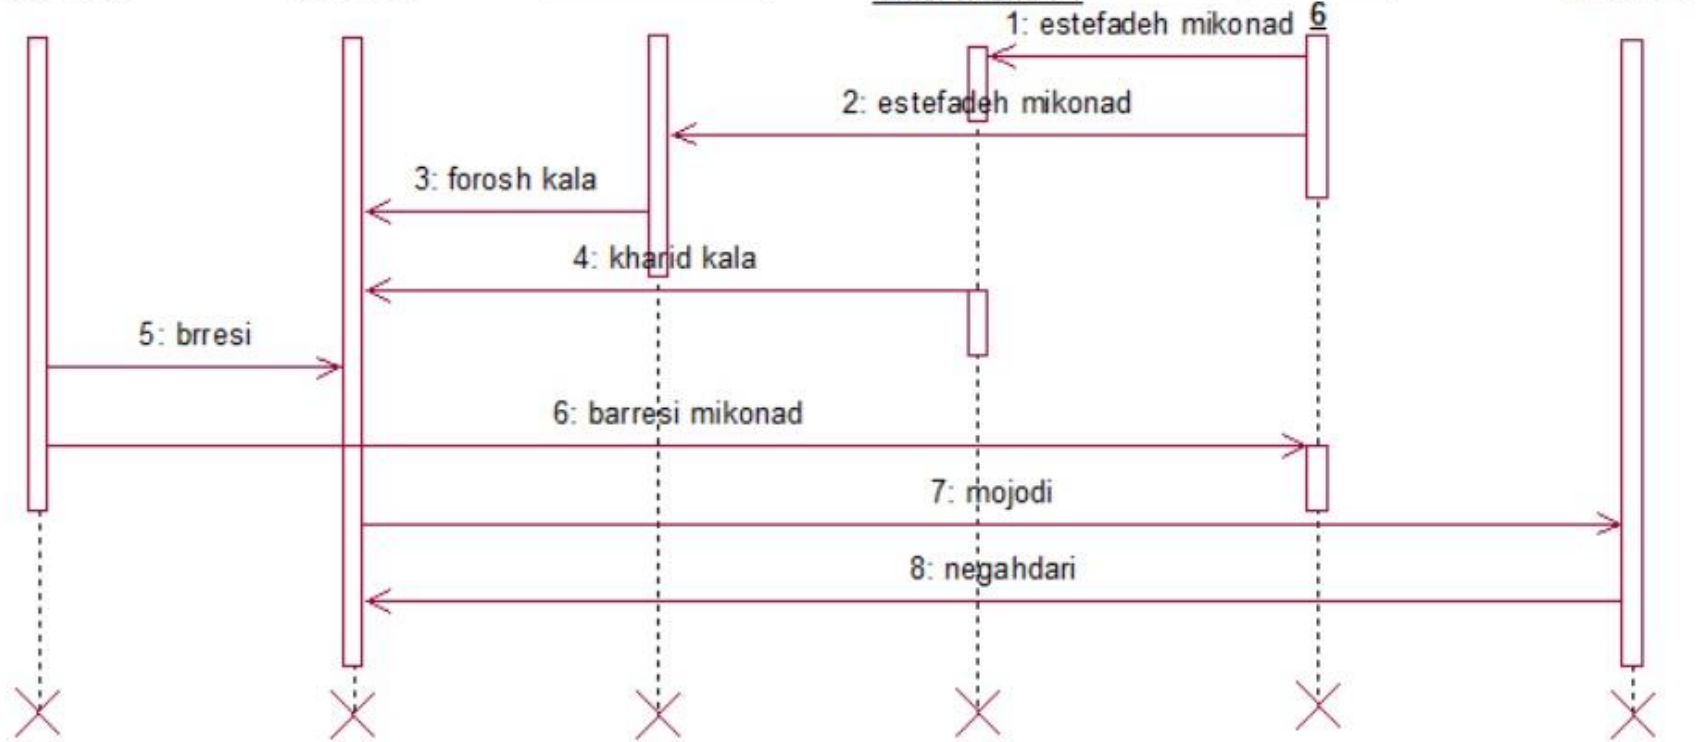 6
1: estefadeh mikonad
2: estefadeh mikonad
3: forosh kala
4: kharid kala
5: brresi
6: barresi mikonad
7: mojodi
8: negahdari